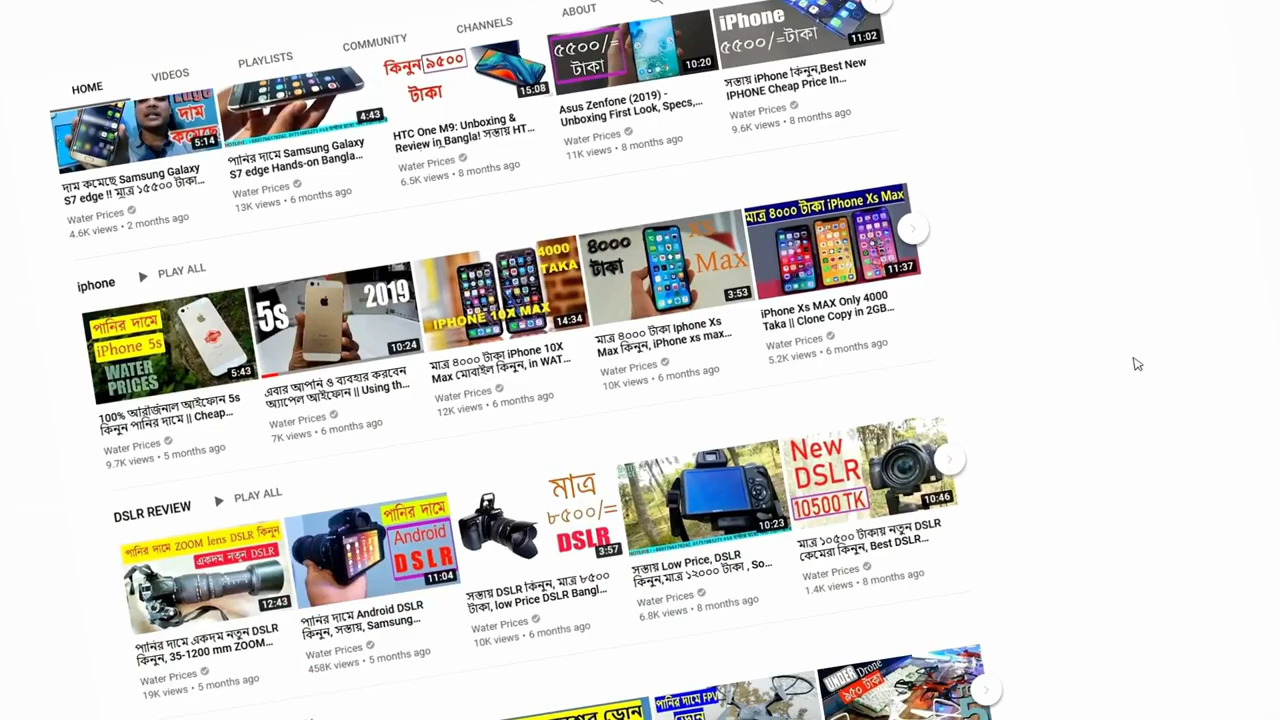 HOME
VIDEOS
PLAYLISTS
COMMUNITY
CHANNELS
ABOUT
দাম
5:14
দাম কমেছে Samsung Galaxy
S7 edge !! মাত্র ১৫৫০০ টাকা...
Water Prices
4.6K views • 2 months ago
4:43
পানির দামে Samsung Galaxy
S7 edge Hands-on Bangla...
Water Prices
13K views • 6 months ago
কিনুন ৯৫০০
টাকা
15:08
HTC One M9: Unboxing &
Review in Bangla! সস্তায় HT...
Water Prices
6.5K views • 8 months ago
৫৫০০/=
টাকা
10:20
Asus Zenfone (2019) -
Unboxing First Look, Specs,...
Water Prices
11K views • 8 months ago
iPhone
৫৫০০/=টাকা
11:02
সস্তায় iPhone কিনুন,Best New
IPHONE Cheap Price In...
Water Prices
9.6K views • 8 months ago
iphone
PLAY ALL
পানির দামে
iPhone 5s
WATER
PRICES
5:43
100% অরিজিনাল আইফোন 5s
কিনুন পানির দামে || Cheap...
Water Prices
9.7K views • 5 months ago
5s
2019
10:24
এবার আপনি ও ব্যবহার করবেন
অ্যাপেল আইফোন || Using th...
Water Prices
7K views • 6 months ago
4000
TAKA
IPHONE 10X MAX
14:34
মাত্র ৪০০০ টাকা iPhone 10X
Max মোবাইল কিনুন, in WAT...
Water Prices
12K views • 6 months ago
৪০০০
টাকা
Xs
Max
3:53
মাত্র ৪০০০ টাকা Iphone Xs
Max কিনুন, iPhone xs max...
Water Prices
10K views • 6 months ago
মাত্র ৪০০০ টাকা iPhone Xs Max
11:37
iPhone Xs MAX Only 4000
Taka || Clone Copy in 2GB...
Water Prices
5.2K views • 6 months ago
DSLR REVIEW
PLAY ALL
পানির দামে ZOOM lens DSLR কিনুন
একদম নতুন DSLR
12:43
পানির দামে একদম নতুন DSLR
কিনুন, 35-1200 mm ZOOM...
Water Prices
19K views • 5 months ago
পানির দামে
Android
DSLR
11:04
পানির দামে Android DSLR
কিনুন, সস্তায়, Samsung...
Water Prices
458K views • 5 months ago
মাত্র
৮৫০০/=
DSLR
3:57
সস্তায় DSLR কিনুন, মাত্র ৮৫০০
টাকা, low Price DSLR Bangl...
Water Prices
10K views • 6 months ago
10:23
সস্তায় Low Price, DSLR
কিনুন,মাত্র ১২০০০ টাকা , So...
Water Prices
6.8K views • 8 months ago
New
DSLR
10500 TK
10:46
মাত্র ১০৫০০ টাকায় নতুন DSLR
কেমেরা কিনুন, Best DSLR...
Water Prices
1.4K views • 8 months ago
পানির দামে FPV
ড্রোন
UNDER Drone
৯৫০ টাকা